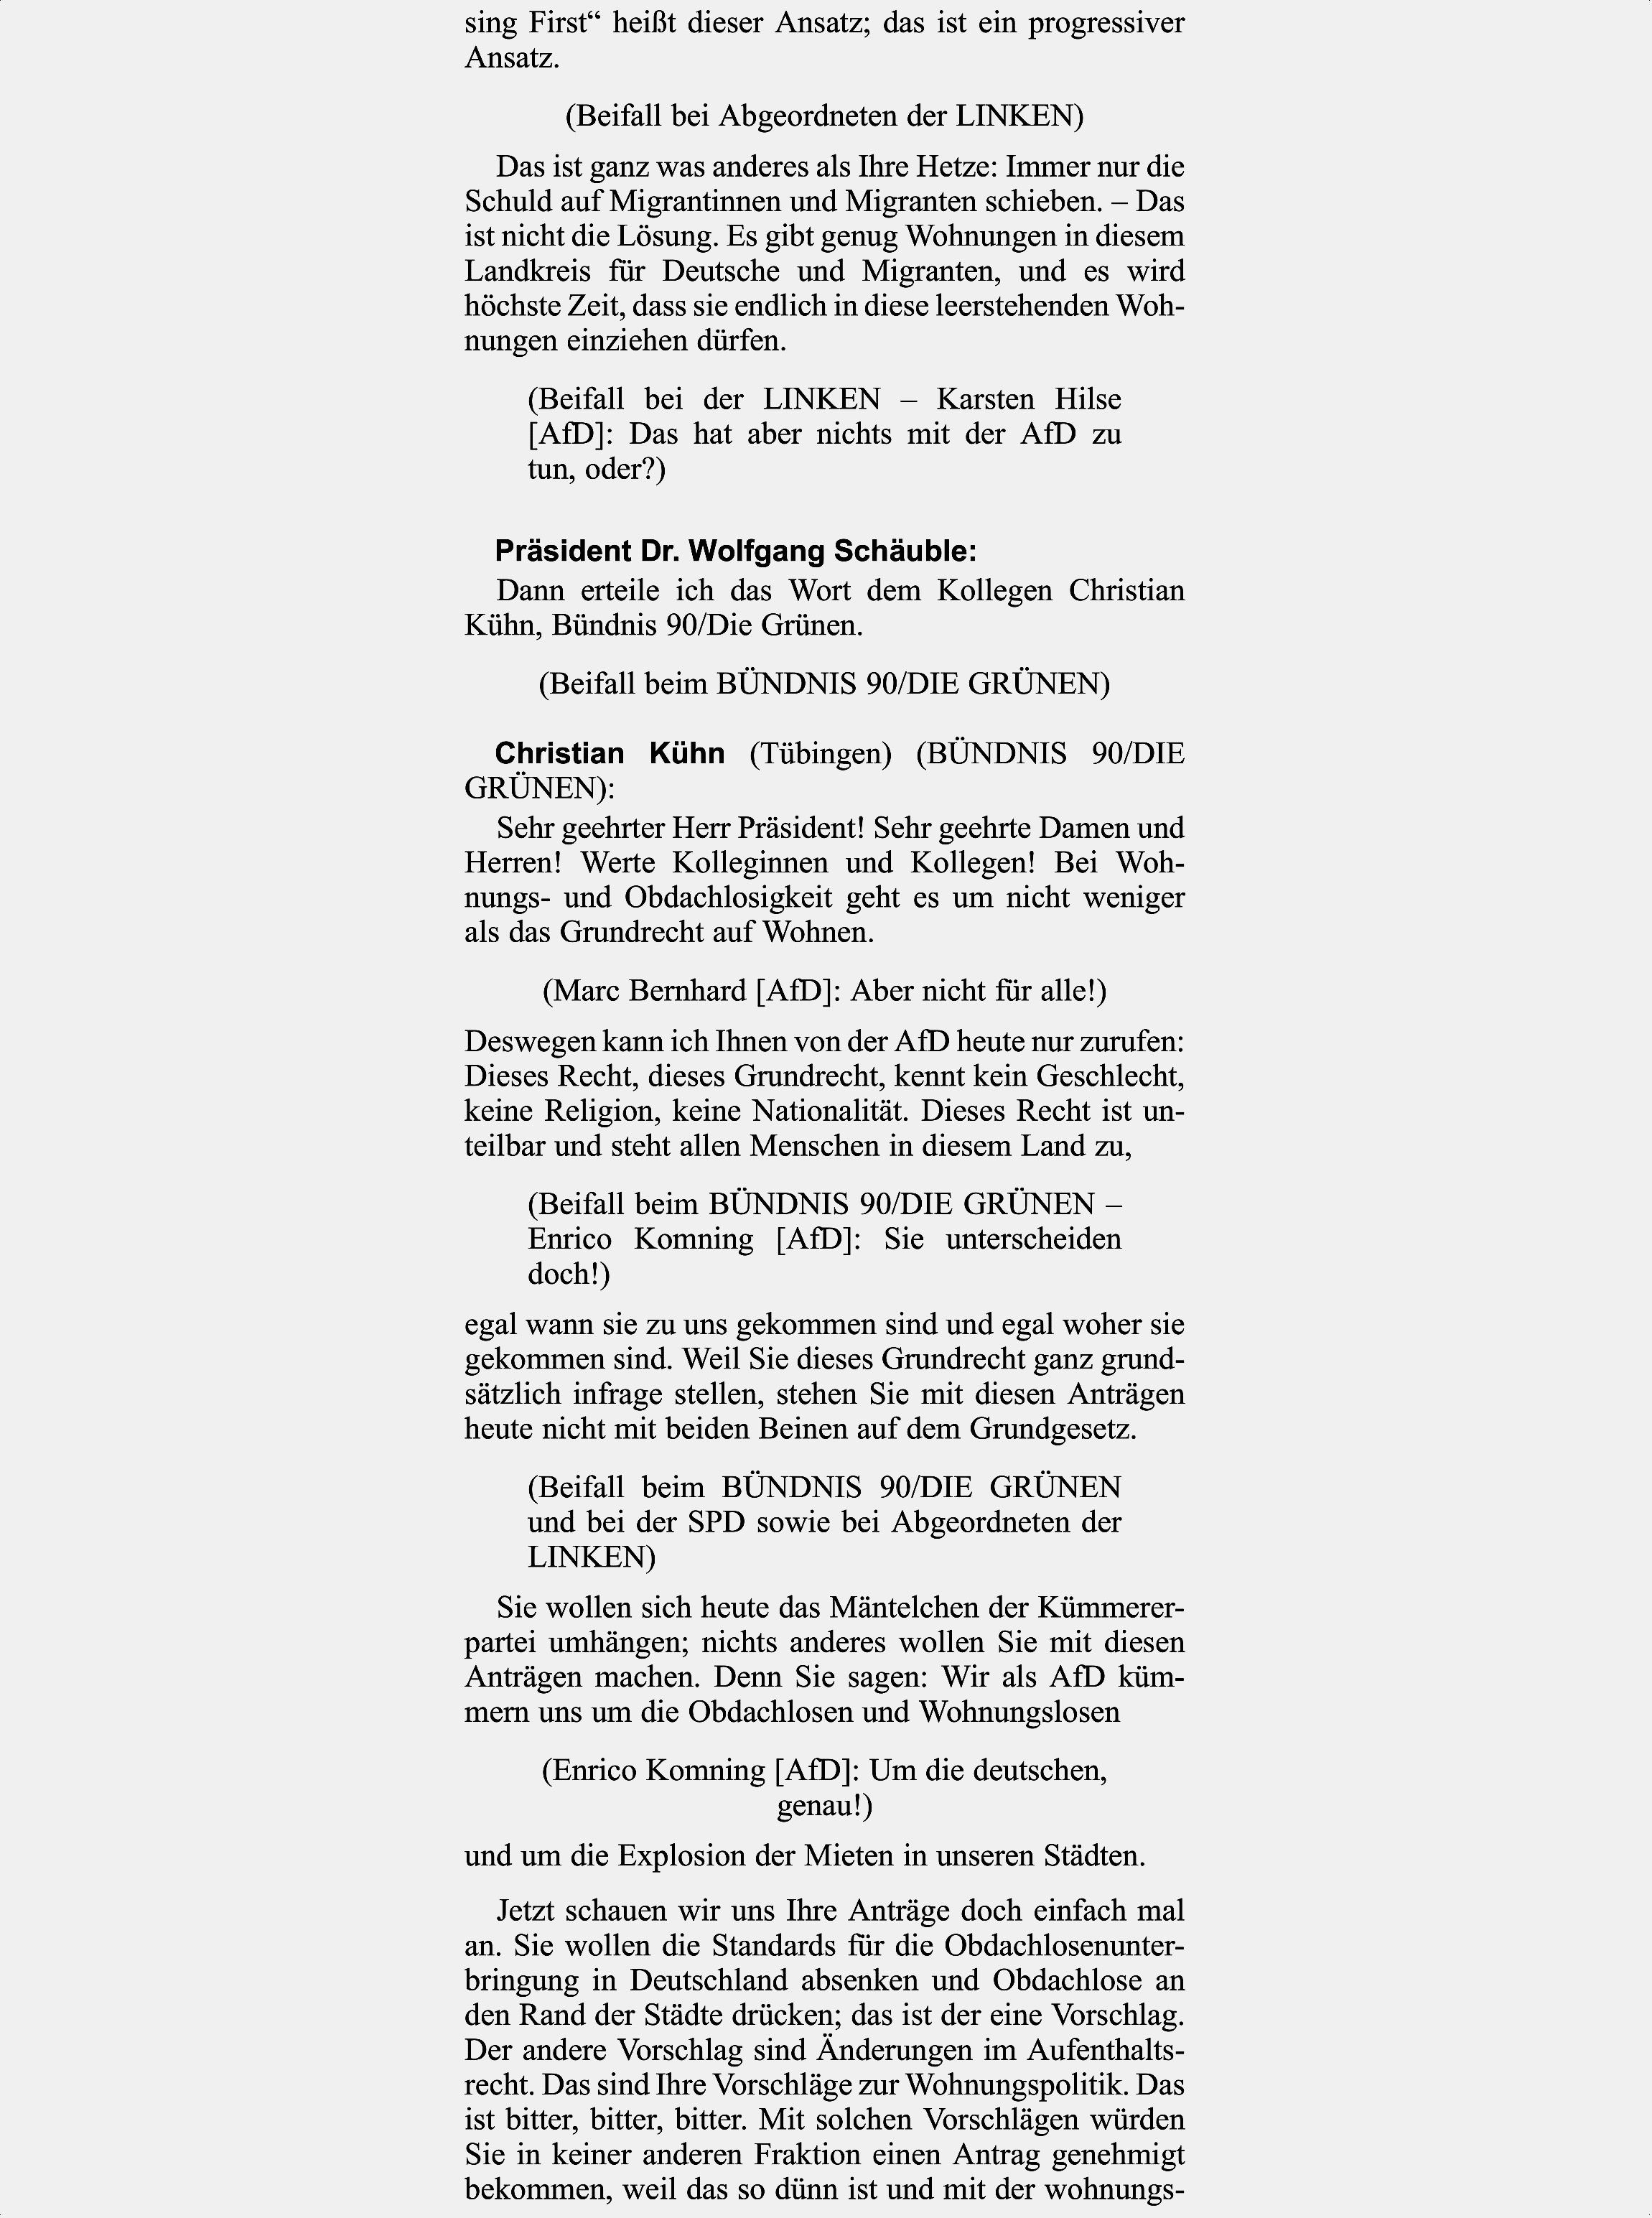 sing First“ heißt dieser Ansatz; das ist ein progressiver
Ansatz.
(Beifall bei Abgeordneten der LINKEN)
Das ist ganz was anderes als Ihre Hetze: Immer nur die
Schuld auf Migrantinnen und Migranten schieben. – Das
ist nicht die Lösung. Es gibt genug Wohnungen in diesem
Landkreis für Deutsche und Migranten, und es wird
höchste Zeit, dass sie endlich in diese leerstehenden Woh-
nungen einziehen dürfen.
(Beifall bei der LINKEN – Karsten Hilse
[AfD]: Das hat aber nichts mit der AfD zu
tun, oder?)
Präsident Dr. Wolfgang Schäuble:
Dann erteile ich das Wort dem Kollegen Christian
Kühn, Bündnis 90/Die Grünen.
(Beifall beim BÜNDNIS 90/DIE GRÜNEN)
Christian Kühn (Tübingen) (BÜNDNIS 90/DIE
GRÜNEN):
Sehr geehrter Herr Präsident! Sehr geehrte Damen und
Herren! Werte Kolleginnen und Kollegen! Bei Woh-
nungs- und Obdachlosigkeit geht es um nicht weniger
als das Grundrecht auf Wohnen.
(Marc Bernhard [AfD]: Aber nicht für alle!)
Deswegen kann ich Ihnen von der AfD heute nur zurufen:
Dieses Recht, dieses Grundrecht, kennt kein Geschlecht,
keine Religion, keine Nationalität. Dieses Recht ist un-
teilbar und steht allen Menschen in diesem Land zu,
(Beifall beim BÜNDNIS 90/DIE GRÜNEN –
Enrico Komning [AfD]: Sie unterscheiden
doch!)
egal wann sie zu uns gekommen sind und egal woher sie
gekommen sind. Weil Sie dieses Grundrecht ganz grund-
sätzlich infrage stellen, stehen Sie mit diesen Anträgen
heute nicht mit beiden Beinen auf dem Grundgesetz.
(Beifall beim BÜNDNIS 90/DIE GRÜNEN
und bei der SPD sowie bei Abgeordneten der
LINKEN)
Sie wollen sich heute das Mäntelchen der Kümmerer-
partei umhängen; nichts anderes wollen Sie mit diesen
Anträgen machen. Denn Sie sagen: Wir als AfD küm-
mern uns um die Obdachlosen und Wohnungslosen
(Enrico Komning [AfD]: Um die deutschen,
genau!)
und um die Explosion der Mieten in unseren Städten.
Jetzt schauen wir uns Ihre Anträge doch einfach mal
an. Sie wollen die Standards für die Obdachlosenunter-
bringung in Deutschland absenken und Obdachlose an
den Rand der Städte drücken; das ist der eine Vorschlag.
Der andere Vorschlag sind Änderungen im Aufenthalts-
recht. Das sind Ihre Vorschläge zur Wohnungspolitik. Das
ist bitter, bitter, bitter. Mit solchen Vorschlägen würden
Sie in keiner anderen Fraktion einen Antrag genehmigt
bekommen, weil das so dünn ist und mit der wohnungs-